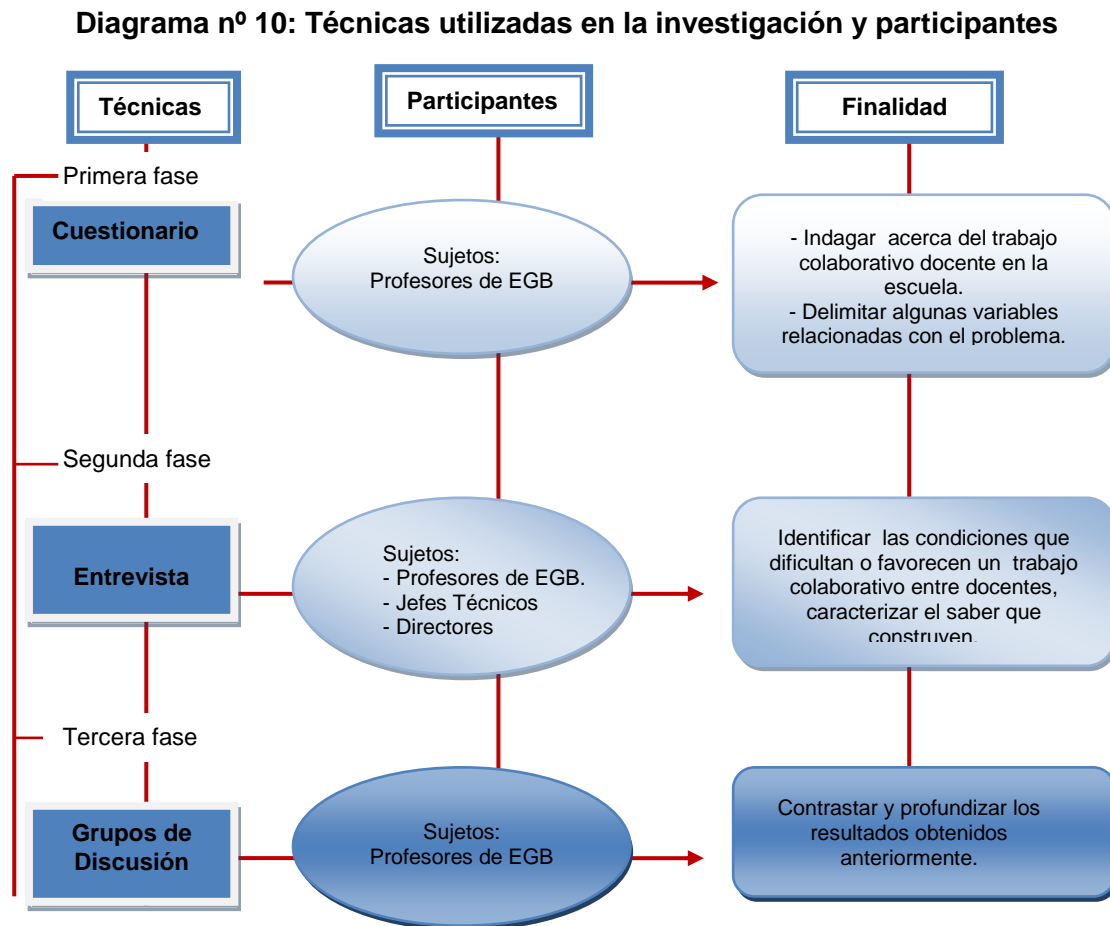 Diagrama nº 10: Técnicas utilizadas en la investigación y participantes
Técnicas
Participantes
Finalidad
Primera fase
Cuestionario
Sujetos:
Profesores de EGB
- Indagar acerca del trabajo
colaborativo docente en la
escuela.
- Delimitar algunas variables
relacionadas con el problema.
Segunda fase
Entrevista
Sujetos:
- Profesores de EGB.
- Jefes Técnicos
- Directores
Identificar las condiciones que
dificultan o favorecen un trabajo
colaborativo entre docentes,
caracterizar el saber que
construyen.
Tercera fase
Grupos de
Discusión
Sujetos:
Profesores de EGB
Contrastar y profundizar los
resultados obtenidos
anteriormente.